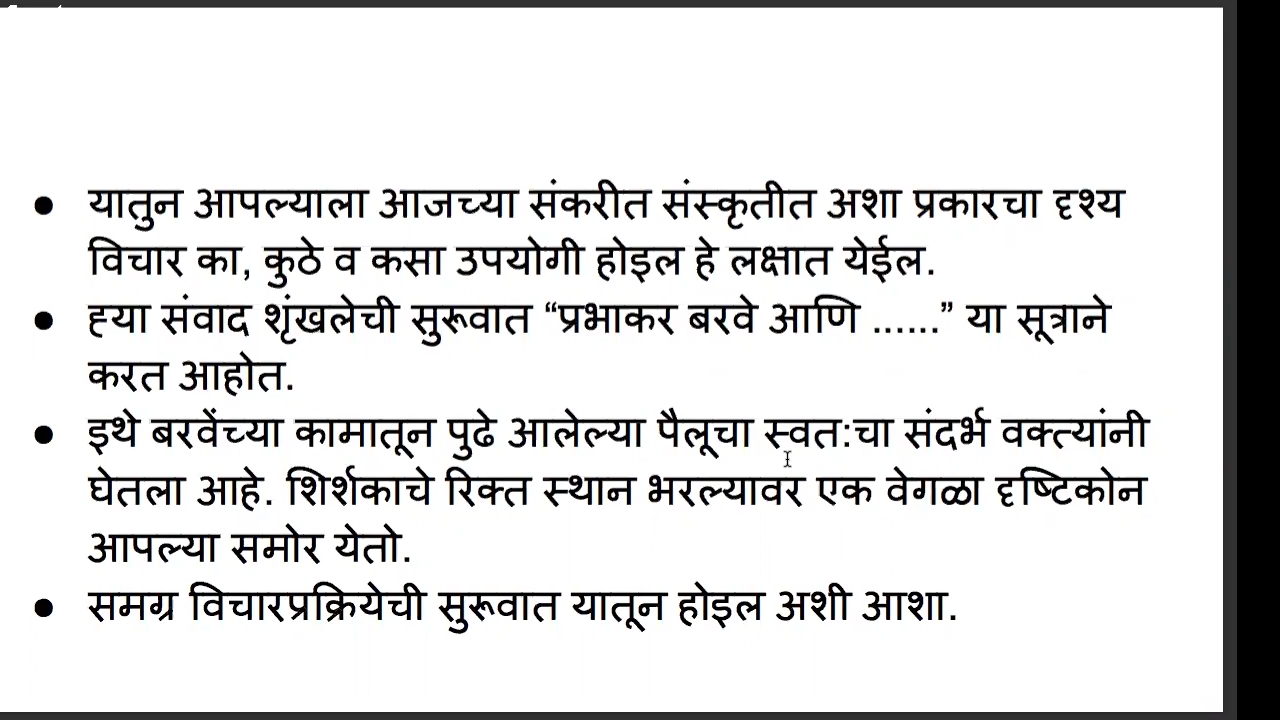 ● यातुन आपल्याला आजच्या संकरीत संस्कृतीत अशा प्रकारचा दृश्य
विचार का, कुठे व कसा उपयोगी होइल हे लक्षात येईल.
● ह्या संवाद शृंखलेची सुरूवात “प्रभाकर बरवे आणि ......” या सूत्राने
करत आहोत.
● इथे बरवेंच्या कामातून पुढे आलेल्या पैलूचा स्वत:चा संदर्भ वक्त्यांनी
घेतला आहे. शिर्शकाचे रिक्त स्थान भरल्यावर एक वेगळा दृष्टिकोन
आपल्या समोर येतो.
● समग्र विचारप्रक्रियेची सुरूवात यातून होइल अशी आशा.